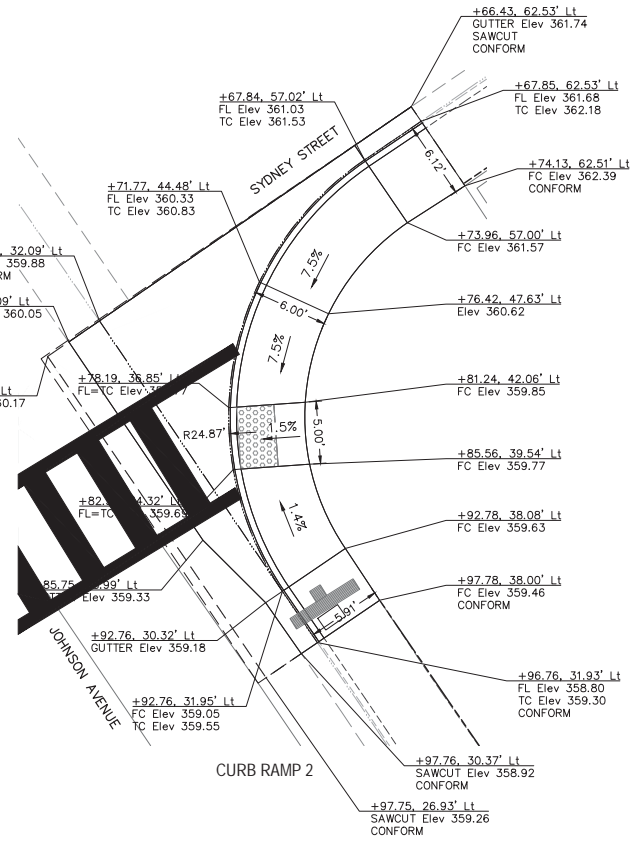 +66.43, 62.53' Lt
GUTTER Elev 361.74
SAWCUT
CONFORM
+67.85, 62.53' Lt
FL Elev 361.68
TC Elev 362.18
+67.84, 57.02' Lt
FL Elev 361.03
TC Elev 361.53
SYDNEY STREET
6.12'
+74.13, 62.51' Lt
FC Elev 362.39
CONFORM
+71.77, 44.48' Lt
FL Elev 360.33
TC Elev 360.83
+73.96, 57.00' Lt
FC Elev 361.57
32.09' Lt
359.88
7.5%
6.00'
+76.42, 47.63' Lt
Elev 360.62
360.05
7.5%
+78.19, 36.85' Lt
FL=TC Elev
+81.24, 42.06' Lt
FC Elev 359.85
Lt
R24.87'
1.5%
5.00'
+85.56, 39.54' Lt
FC Elev 359.77
Lt
FL=TC Elev 359.69
1.4%
+92.78, 38.08' Lt
FC Elev 359.63
Lt
Elev 359.33
+97.78, 38.00' Lt
FC Elev 359.46
CONFORM
5.91'
+92.76, 30.32' Lt
GUTTER Elev 359.18
JOHNSON AVENUE
+96.76, 31.93' Lt
FL Elev 358.80
TC Elev 359.30
CONFORM
+92.76, 31.95' Lt
FC Elev 359.05
TC Elev 359.55
CURB RAMP 2
+97.76, 30.37' Lt
SAWCUT Elev 358.92
CONFORM
+97.75, 26.93' Lt
SAWCUT Elev 359.26
CONFORM